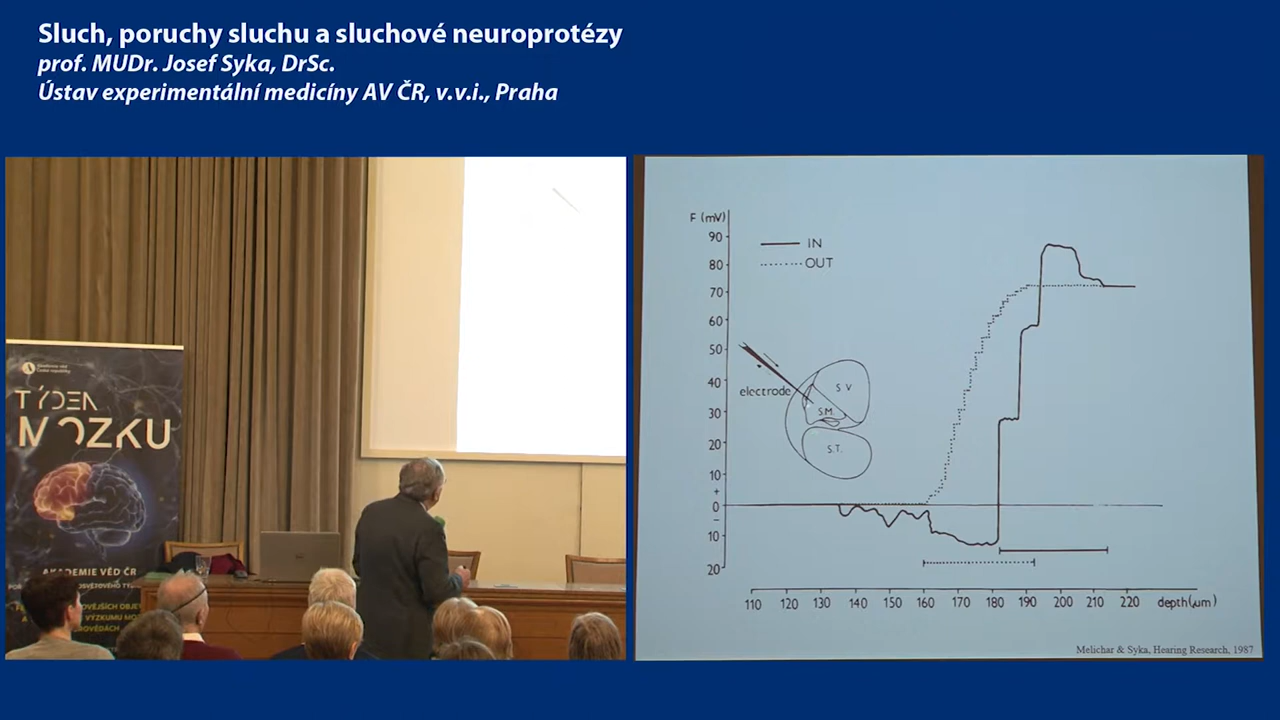 Sluch, poruchy sluchu a sluchové neuroprotézy
prof. MUDr. Josef Syka, DrSc.
Ústav experimentální medicíny AV ČR, v.v.i., Praha
TÝDEN
MOZKU
AKADEMIE VĚD ČR
F (mV)
90
80
70
60
50
40
30
20
10
+
0
–
10
20
IN
OUT
electrode
S V
S.M.
S.T.
110 120 130 140 150 160 170 180 190 200 210 220 depth(µm)
Melichar & Syka, Hearing Research, 1987